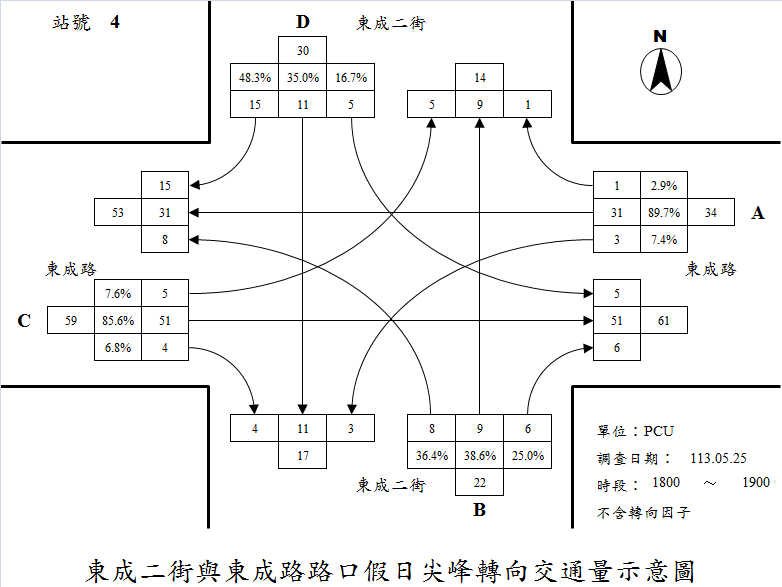 站號 4
D
東成二街
N
30
48.3% 35.0% 16.7%
15 11 5
14
5 9 1
15
53 31
8
1 2.9%
31 89.7% 34
3 7.4%
A
東成路
東成路
7.6% 5
C 59 85.6% 51
6.8% 4
5
51 61
6
4 11 3
17
8 9 6
36.4% 38.6% 25.0%
22
東成二街
B
單位：PCU
調查日期： 113.05.25
時段： 1800 ～ 1900
不含轉向因子
東成二街與東成路路口假日尖峰轉向交通量示意圖